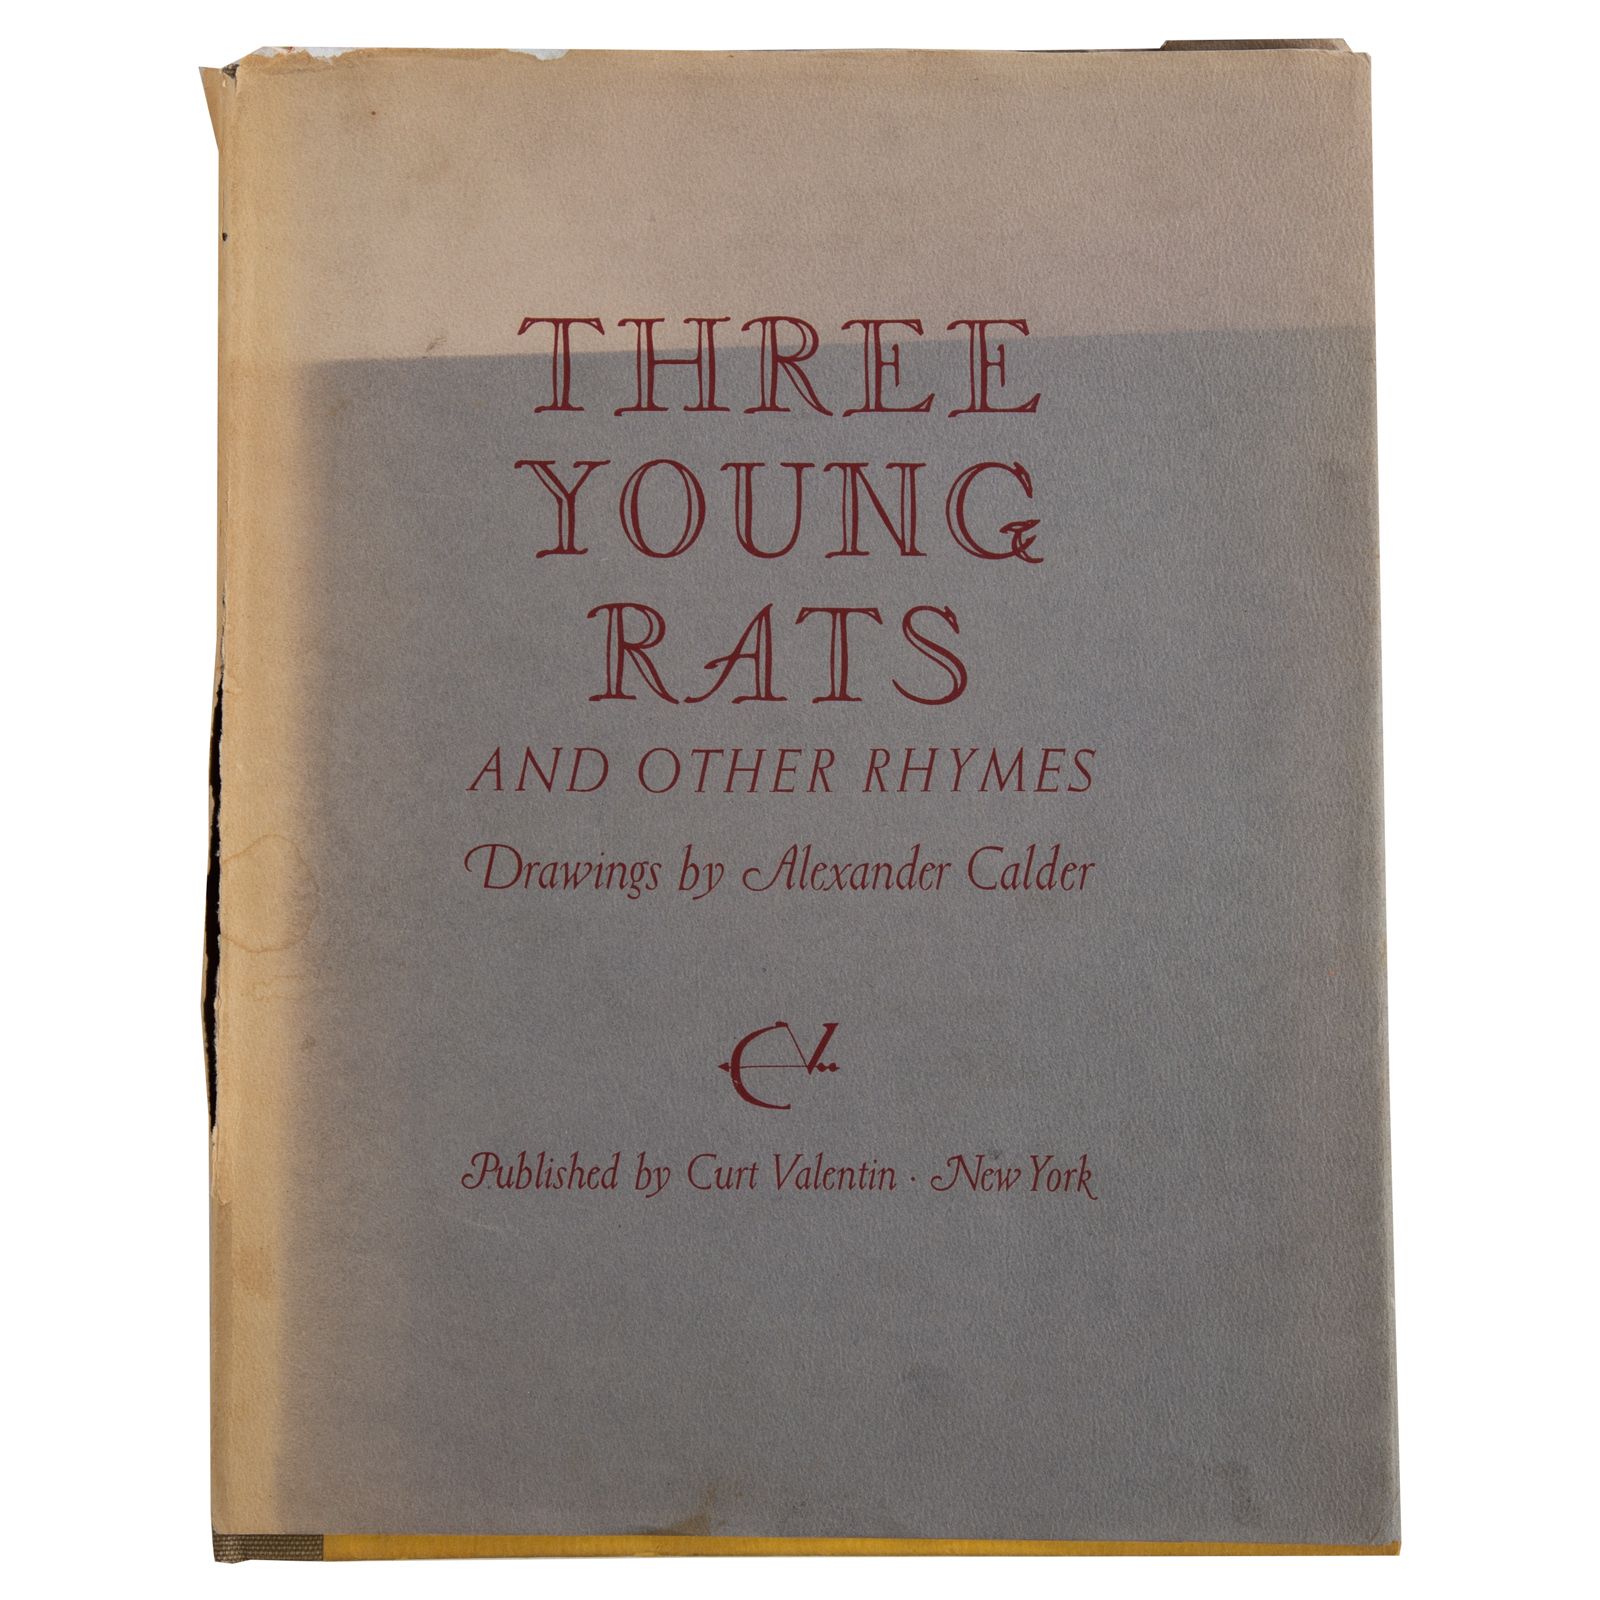 THREE
YOUNG
RATS
AND OTHER RHYMES
Drawings by Alexander Calder
CV
Published by Curt Valentin · New York